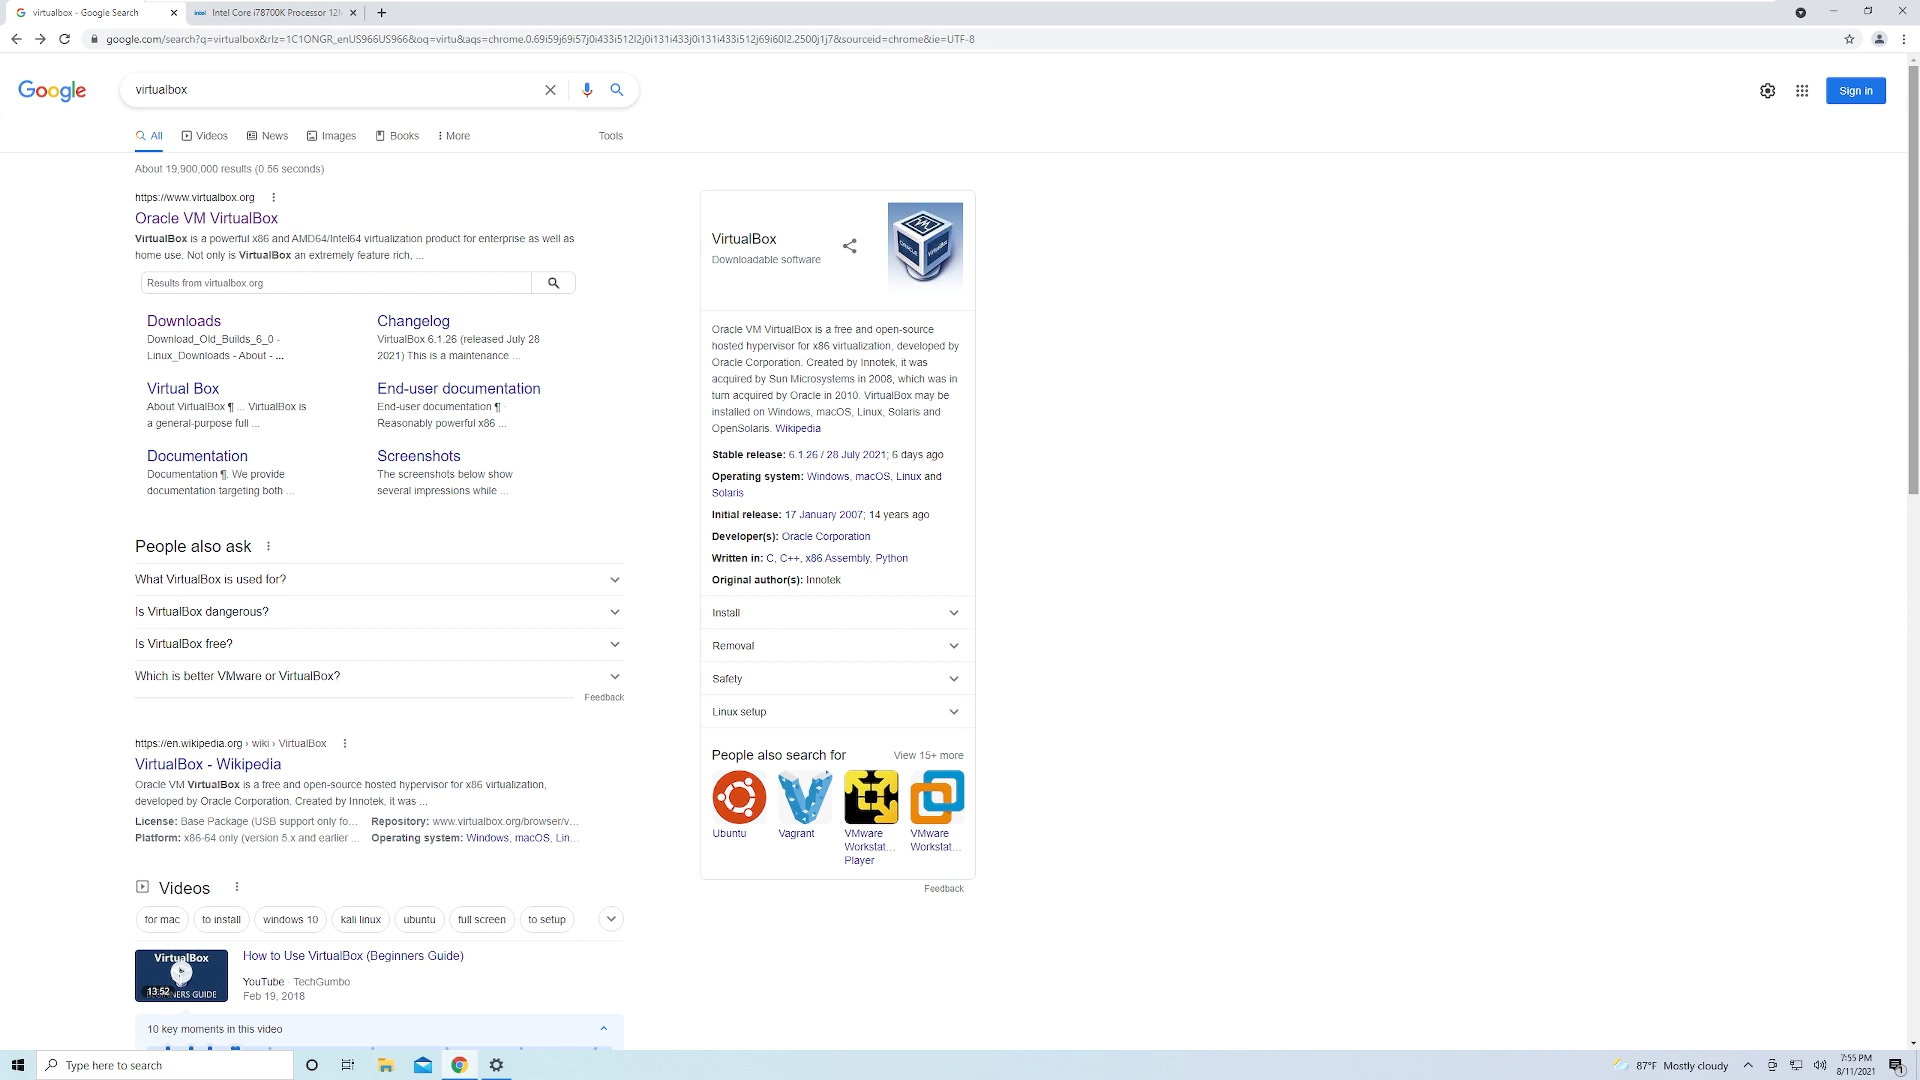 virtualbox - Google Search
intel Intel Core i78700K Processor 12M
google.com/search?q=virtualbox&rlz=1C1ONGR_enUS966US966&oq=virtu&aqs=chrome.0.69i59j69i57j0i433i512l2j0i131i433j0i131i433i512j69i60l2.2500j1j7&sourceid=chrome&ie=UTF-8
Google
virtualbox
Sign in
All
Videos
News
Images
Books
More
Tools
About 19,900,000 results (0.56 seconds)
https://www.virtualbox.org
Oracle VM VirtualBox
VirtualBox is a powerful x86 and AMD64/Intel64 virtualization product for enterprise as well as
home use. Not only is VirtualBox an extremely feature rich, ...
Results from virtualbox.org
Downloads
Download_Old_Builds_6_0 -
Linux_Downloads - About - ...
Changelog
VirtualBox 6.1.26 (released July 28
2021) This is a maintenance ...
Virtual Box
About VirtualBox ¶ ... VirtualBox is
a general-purpose full ...
End-user documentation
End-user documentation ¶ ·
Reasonably powerful x86 ...
Documentation
Documentation ¶. We provide
documentation targeting both ...
Screenshots
The screenshots below show
several impressions while ...
People also ask
What VirtualBox is used for?
Is VirtualBox dangerous?
Is VirtualBox free?
Which is better VMware or VirtualBox?
Feedback
https://en.wikipedia.org › wiki › VirtualBox
VirtualBox - Wikipedia
Oracle VM VirtualBox is a free and open-source hosted hypervisor for x86 virtualization,
developed by Oracle Corporation. Created by Innotek, it was ...
License: Base Package (USB support only fo...
Repository: www.virtualbox.org/browser/v...
Platform: x86-64 only (version 5.x and earlier ...
Operating system: Windows, macOS, Lin...
Videos
for mac
to install
windows 10
kali linux
ubuntu
full screen
to setup
VirtualBox
13:52
BEGINNERS GUIDE
How to Use VirtualBox (Beginners Guide)
YouTube · TechGumbo
Feb 19, 2018
10 key moments in this video
VirtualBox
Downloadable software
VM
ORACLE
VirtualBox
Oracle VM VirtualBox is a free and open-source
hosted hypervisor for x86 virtualization, developed by
Oracle Corporation. Created by Innotek, it was
acquired by Sun Microsystems in 2008, which was in
turn acquired by Oracle in 2010. VirtualBox may be
installed on Windows, macOS, Linux, Solaris and
OpenSolaris. Wikipedia
Stable release: 6.1.26 / 28 July 2021; 6 days ago
Operating system: Windows, macOS, Linux and
Solaris
Initial release: 17 January 2007; 14 years ago
Developer(s): Oracle Corporation
Written in: C, C++, x86 Assembly, Python
Original author(s): Innotek
Install
Removal
Safety
Linux setup
People also search for
View 15+ more
Ubuntu
Vagrant
VMware
Workstat...
Player
VMware
Workstat...
Feedback
Type here to search
87°F Mostly cloudy
7:55 PM
8/11/2021
1